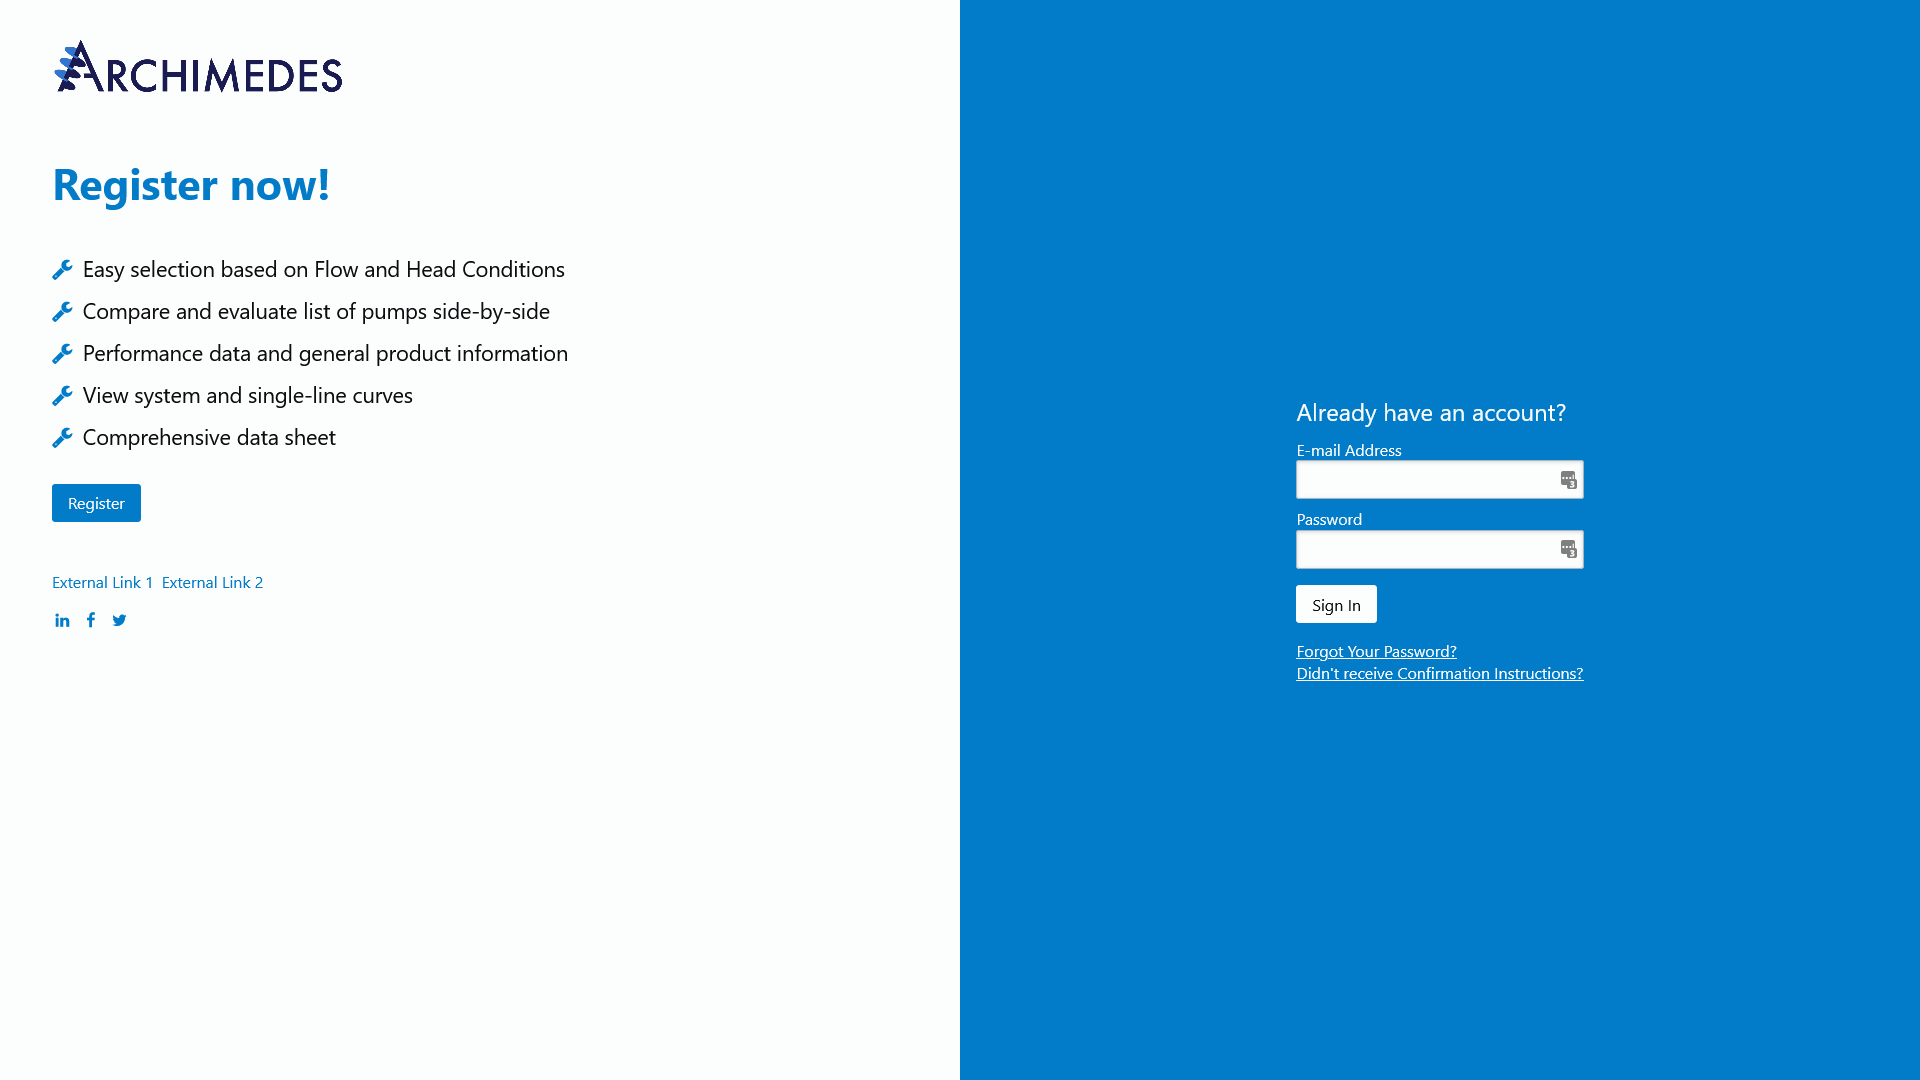 ARCHIMEDES
Register now!
Easy selection based on Flow and Head Conditions
Compare and evaluate list of pumps side-by-side
Performance data and general product information
View system and single-line curves
Comprehensive data sheet
Register
External Link 1 External Link 2
Already have an account?
E-mail Address
3
Password
3
Sign In
Forgot Your Password?
Didn't receive Confirmation Instructions?